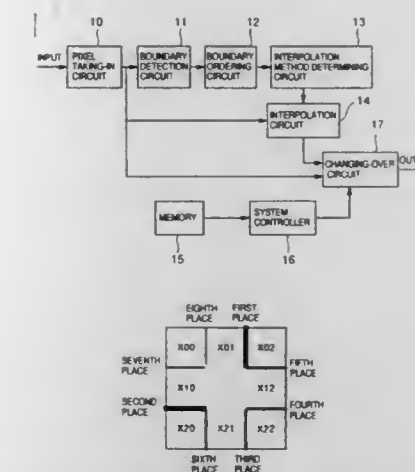 10
11
12
13
INPUT
PIXEL
TAKING-IN
CIRCUIT
BOUNDARY
DETECTION
CIRCUIT
BOUNDARY
ORDERING
CIRCUIT
INTERPOLATION
METHOD DETERMINING
CIRCUIT
14
INTERPOLATION
CIRCUIT
17
CHANGING-OVER
CIRCUIT
OUT
MEMORY
SYSTEM
CONTROLLER
15
16
EIGHTH
PLACE
FIRST
PLACE
X00
X01
X02
SEVENTH
PLACE
FIFTH
PLACE
X10
X12
SECOND
PLACE
FOURTH
PLACE
X20
X21
X22
SIXTH
PLACE
THIRD
PLACE